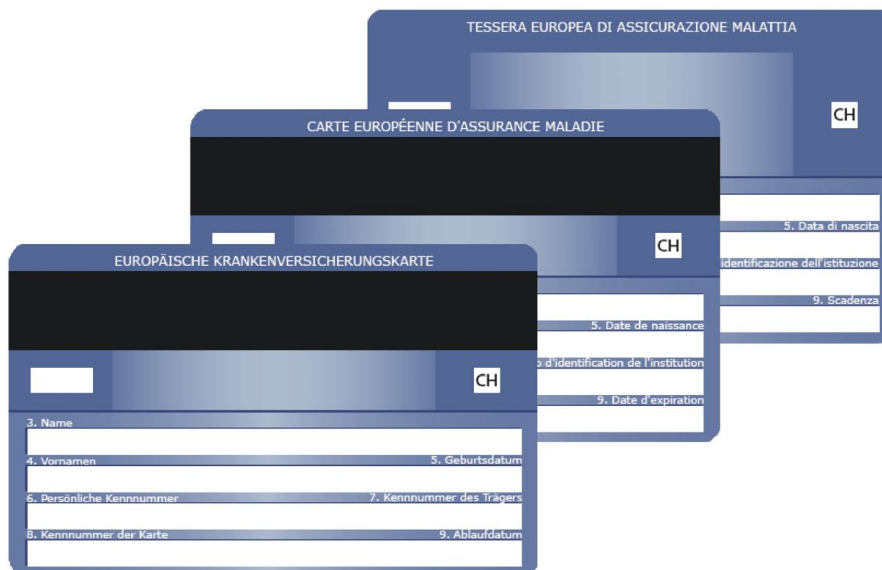 TESSERA EUROPEA DI ASSICURAZIONE MALATTIA
CH
5. Data di nascita
identificazione dell'istituzione
9. Scadenza
CARTE EUROPÉENNE D'ASSURANCE MALADIE
CH
5. Date de naissance
d'identification de l'institution
9. Date d'expiration
EUROPÄISCHE KRANKENVERSICHERUNGSKARTE
CH
3. Name
4. Vornamen 5. Geburtsdatum
6. Persönliche Kennnummer 7. Kennnummer des Trägers
8. Kennnummer der Karte 9. Ablaufdatum